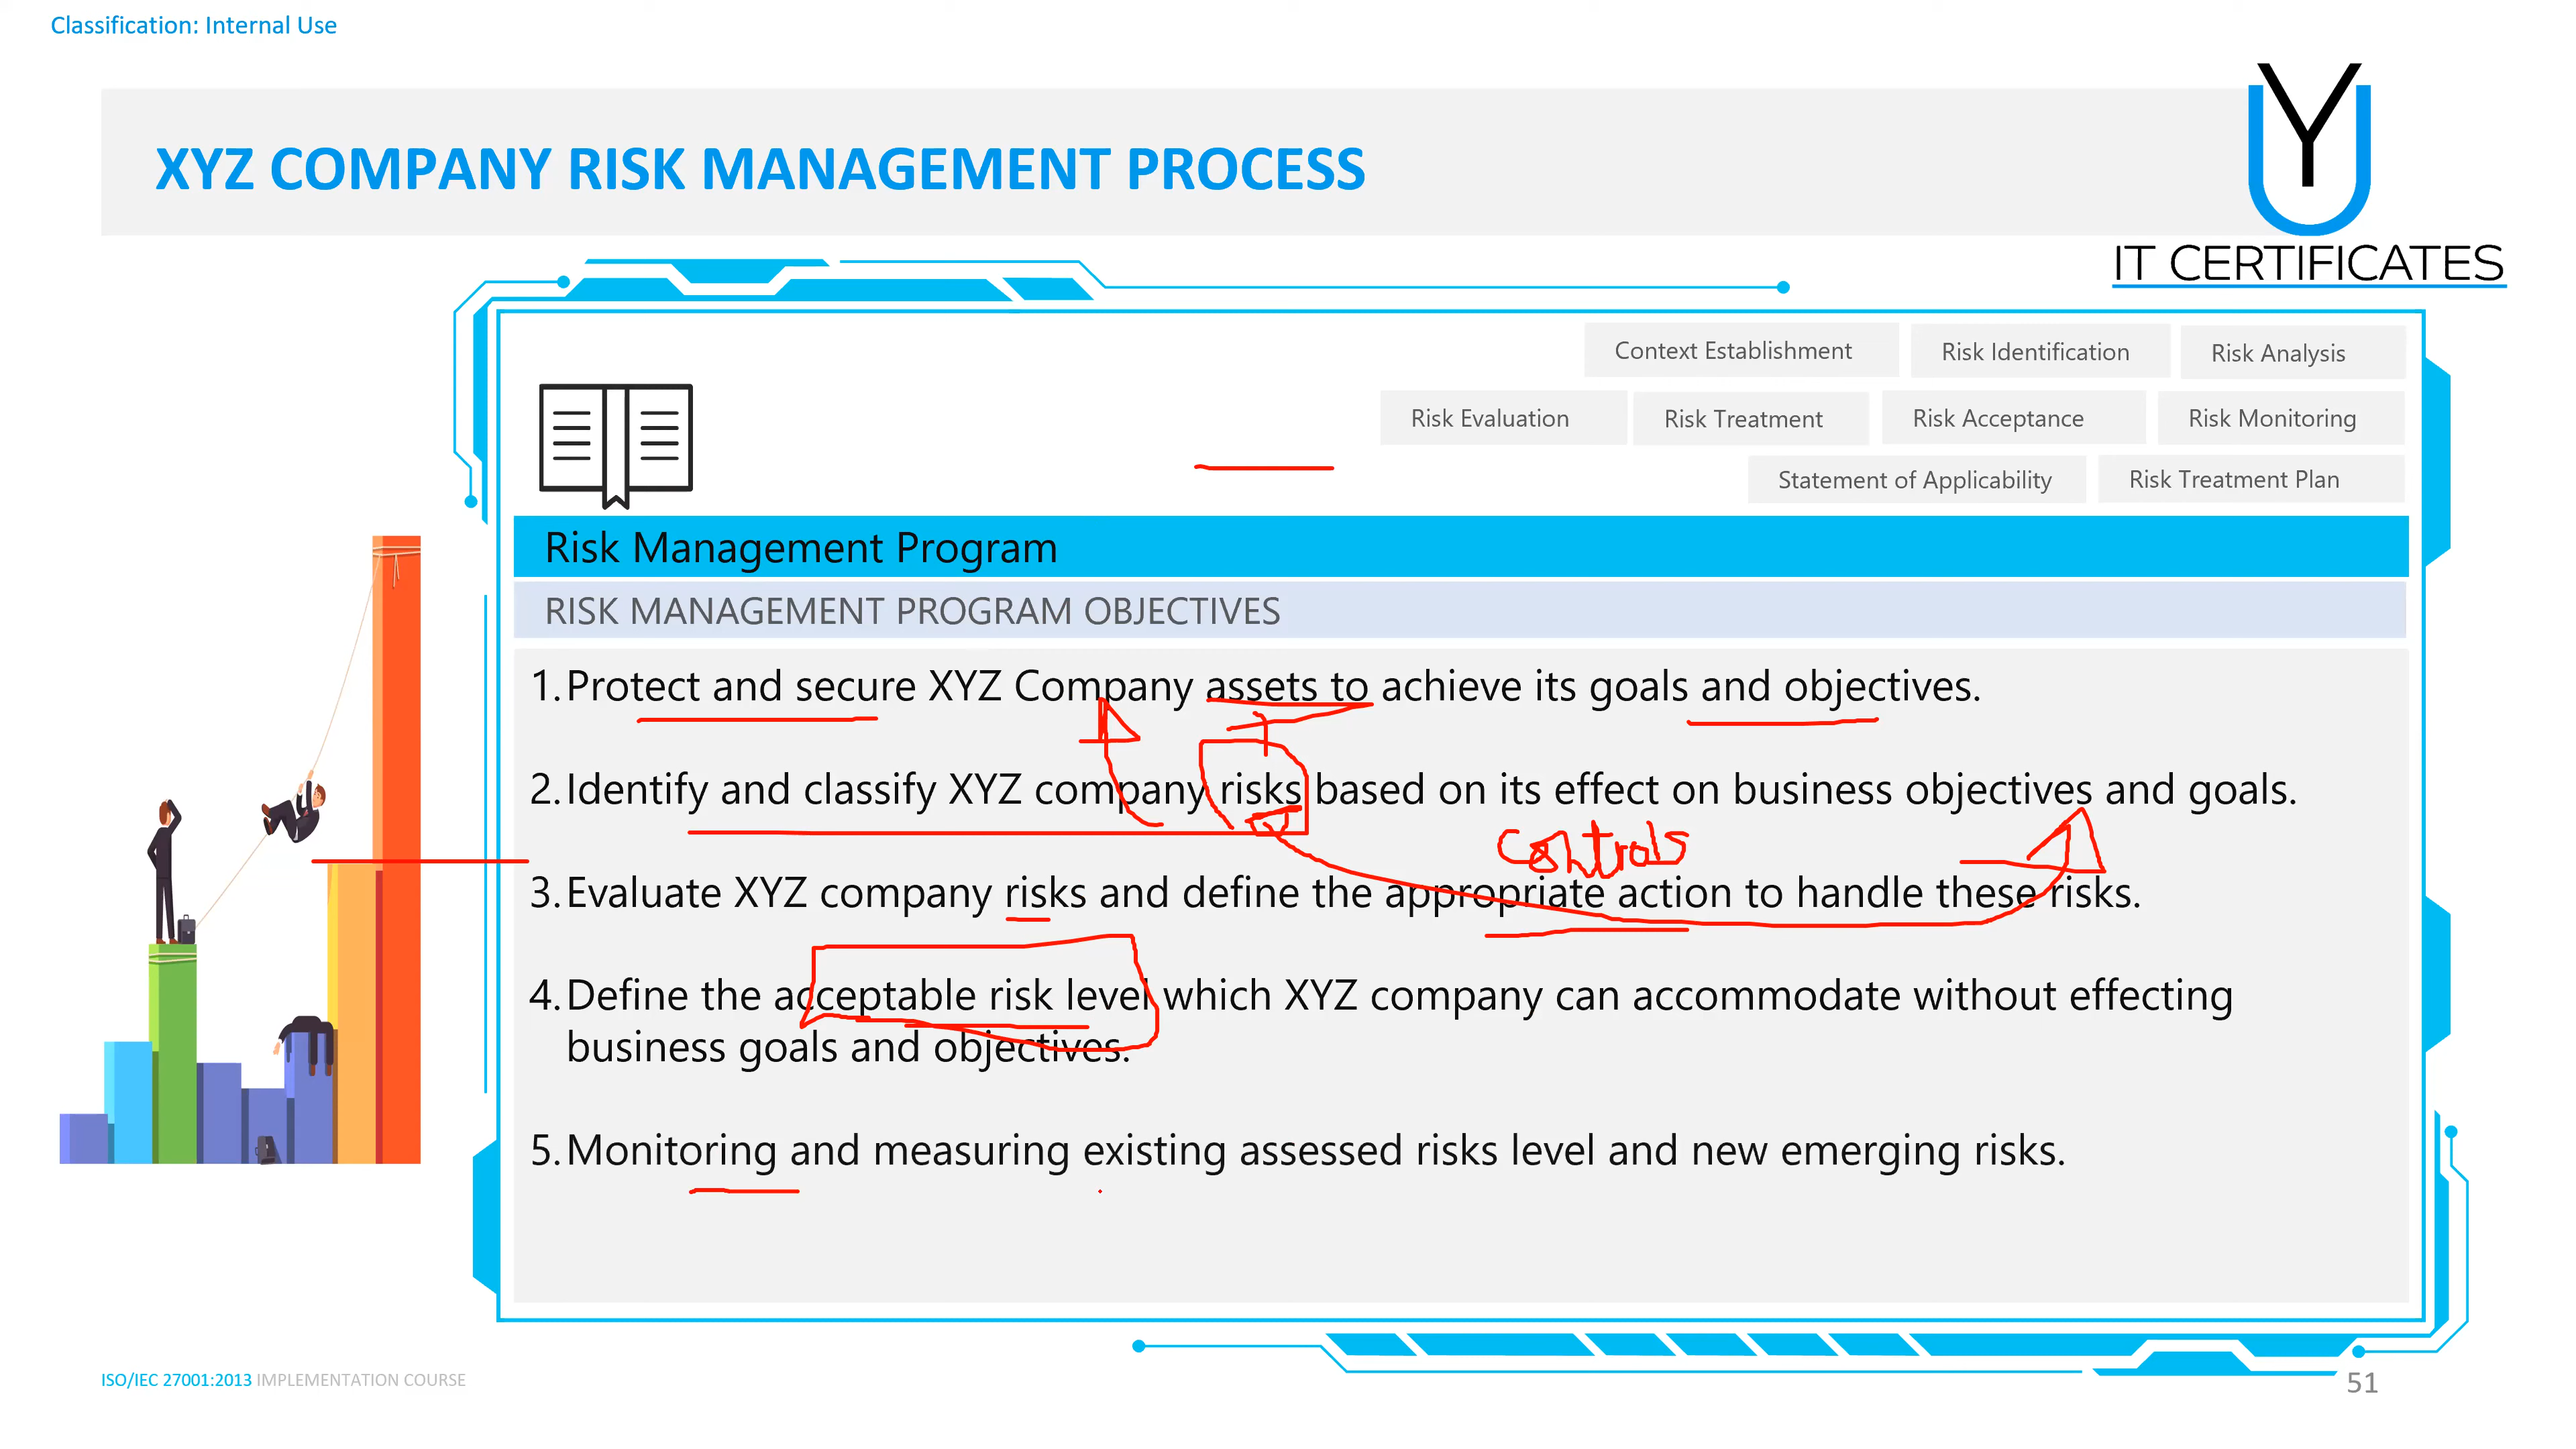 Classification: Internal Use
XYZ COMPANY RISK MANAGEMENT PROCESS
IT CERTIFICATES
Context Establishment
Risk Identification
Risk Analysis
Risk Evaluation
Risk Treatment
Risk Acceptance
Risk Monitoring
Statement of Applicability
Risk Treatment Plan
Risk Management Program
RISK MANAGEMENT PROGRAM OBJECTIVES
1. Protect and secure XYZ Company assets to achieve its goals and objectives.
2. Identify and classify XYZ company risks based on its effect on business objectives and goals.
Controls
3. Evaluate XYZ company risks and define the appropriate action to handle these risks.
4. Define the acceptable risk level which XYZ company can accommodate without effecting
business goals and objectives.
5. Monitoring and measuring existing assessed risks level and new emerging risks.
ISO/IEC 27001:2013 IMPLEMENTATION COURSE
51